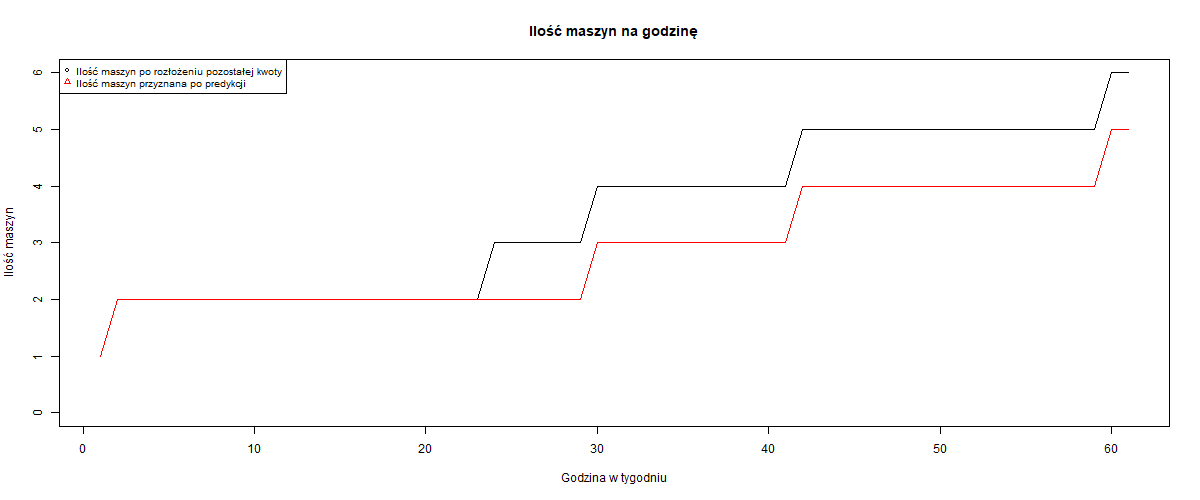 Ilość maszyn na godzinę
Ilość maszyn po rozłożeniu pozostałej kwoty
Ilość maszyn przyznana po predykcji
Ilość maszyn
6
5
4
3
2
1
0
0 10 20 30 40 50 60
Godzina w tygodniu